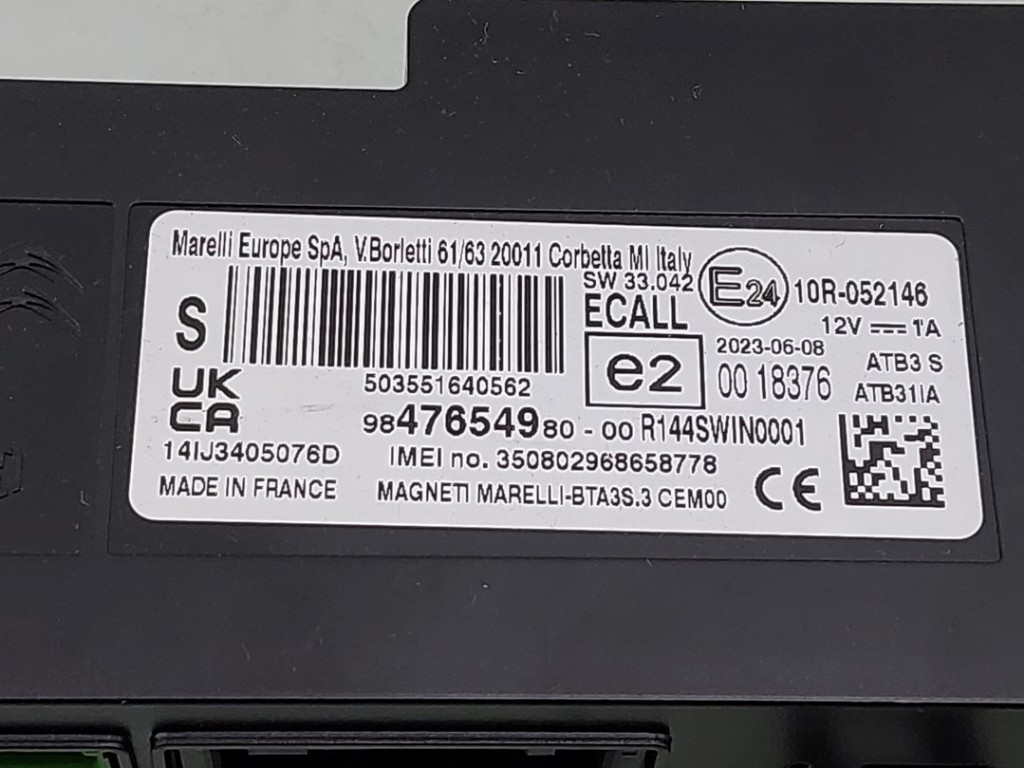 Marelli Europe SpA, V.Borletti 61/63 20011 Corbetta MI Italy
SW 33.042
E24 10R-052146
S
ECALL
12V ⎓ 1A
e2
2023-06-08
00 18376
ATB3 S
ATB31IA
503551640562
UK
CA
9847654980 - 00 R144SWIN0001
14IJ3405076D
IMEI no. 350802968658778
MADE IN FRANCE
MAGNETI MARELLI-BTA3S.3 CEM00
CE